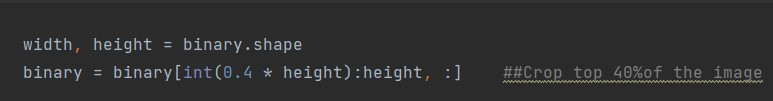 width, height = binary.shape
binary = binary[int(0.4 * height):height, :]    ##Crop top 40%of the image